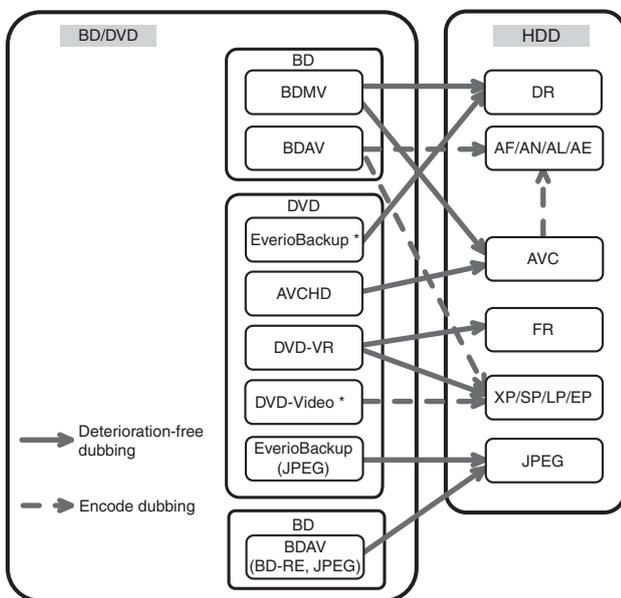 BD/DVD
BD
BDMV
BDAV
DVD
EverioBackup *
AVCHD
DVD-VR
DVD-Video *
EverioBackup
(JPEG)
BD
BDAV
(BD-RE, JPEG)
Deterioration-free
dubbing
Encode dubbing
HDD
DR
AF/AN/AL/AE
AVC
FR
XP/SP/LP/EP
JPEG